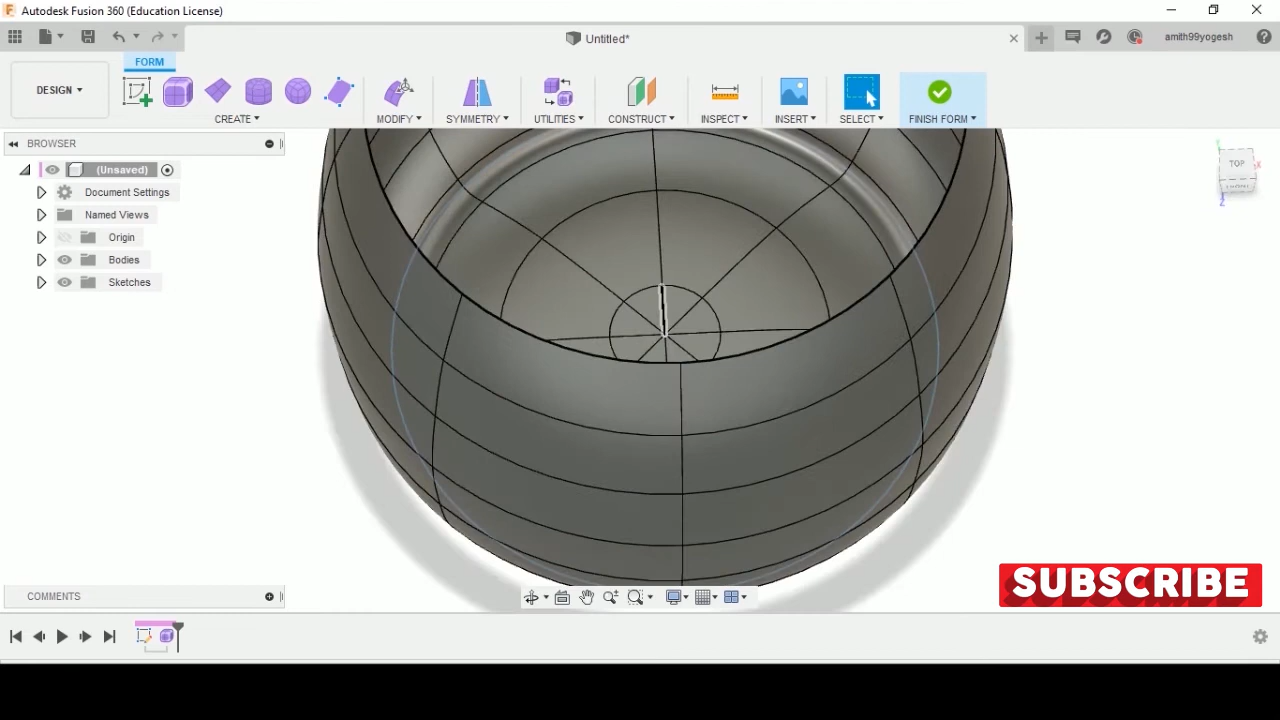 Autodesk Fusion 360 (Education License)
Untitled*
amith99yogesh
FORM
DESIGN
CREATE
MODIFY
SYMMETRY
UTILITIES
CONSTRUCT
INSPECT
INSERT
SELECT
FINISH FORM
BROWSER
(Unsaved)
Document Settings
Named Views
Origin
Bodies
Sketches
TOP
FRONT
X
Z
SUBSCRIBE
COMMENTS